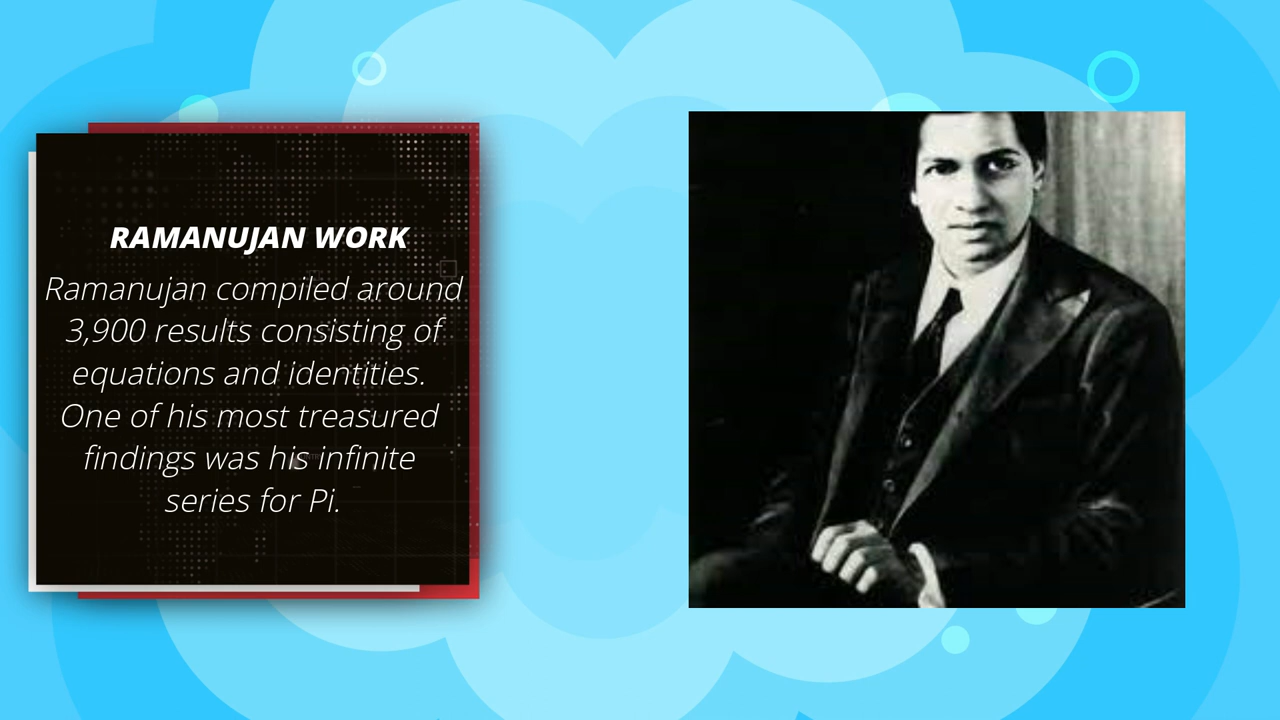 RAMANUJAN WORK
Ramanujan compiled around
3,900 results consisting of
equations and identities.
One of his most treasured
findings was his infinite
series for Pi.